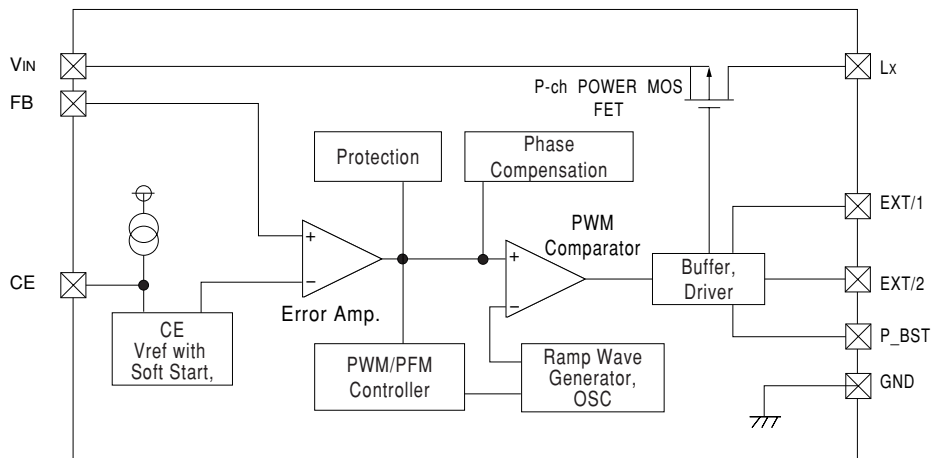 VIN
FB
CE
P-ch POWER MOS
FET
Lx
Protection
Phase
Compensation
PWM
Comparator
EXT/1
EXT/2
P_BST
GND
+
−
Error Amp.
+
−
Buffer,
Driver
CE
Vref with
Soft Start,
PWM/PFM
Controller
Ramp Wave
Generator,
OSC